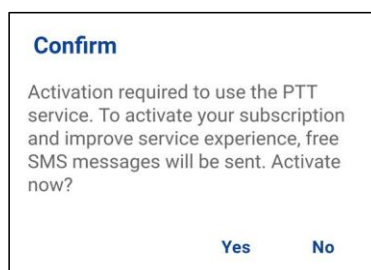 Confirm
Activation required to use the PTT
service. To activate your subscription
and improve service experience, free
SMS messages will be sent. Activate
now?
Yes No